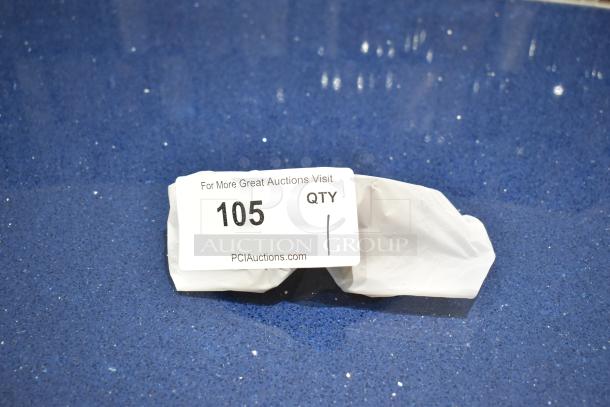 For More Great Auctions Visit
105
QTY
1
PCIAuctions.com
PCI
AUCTION GROUP